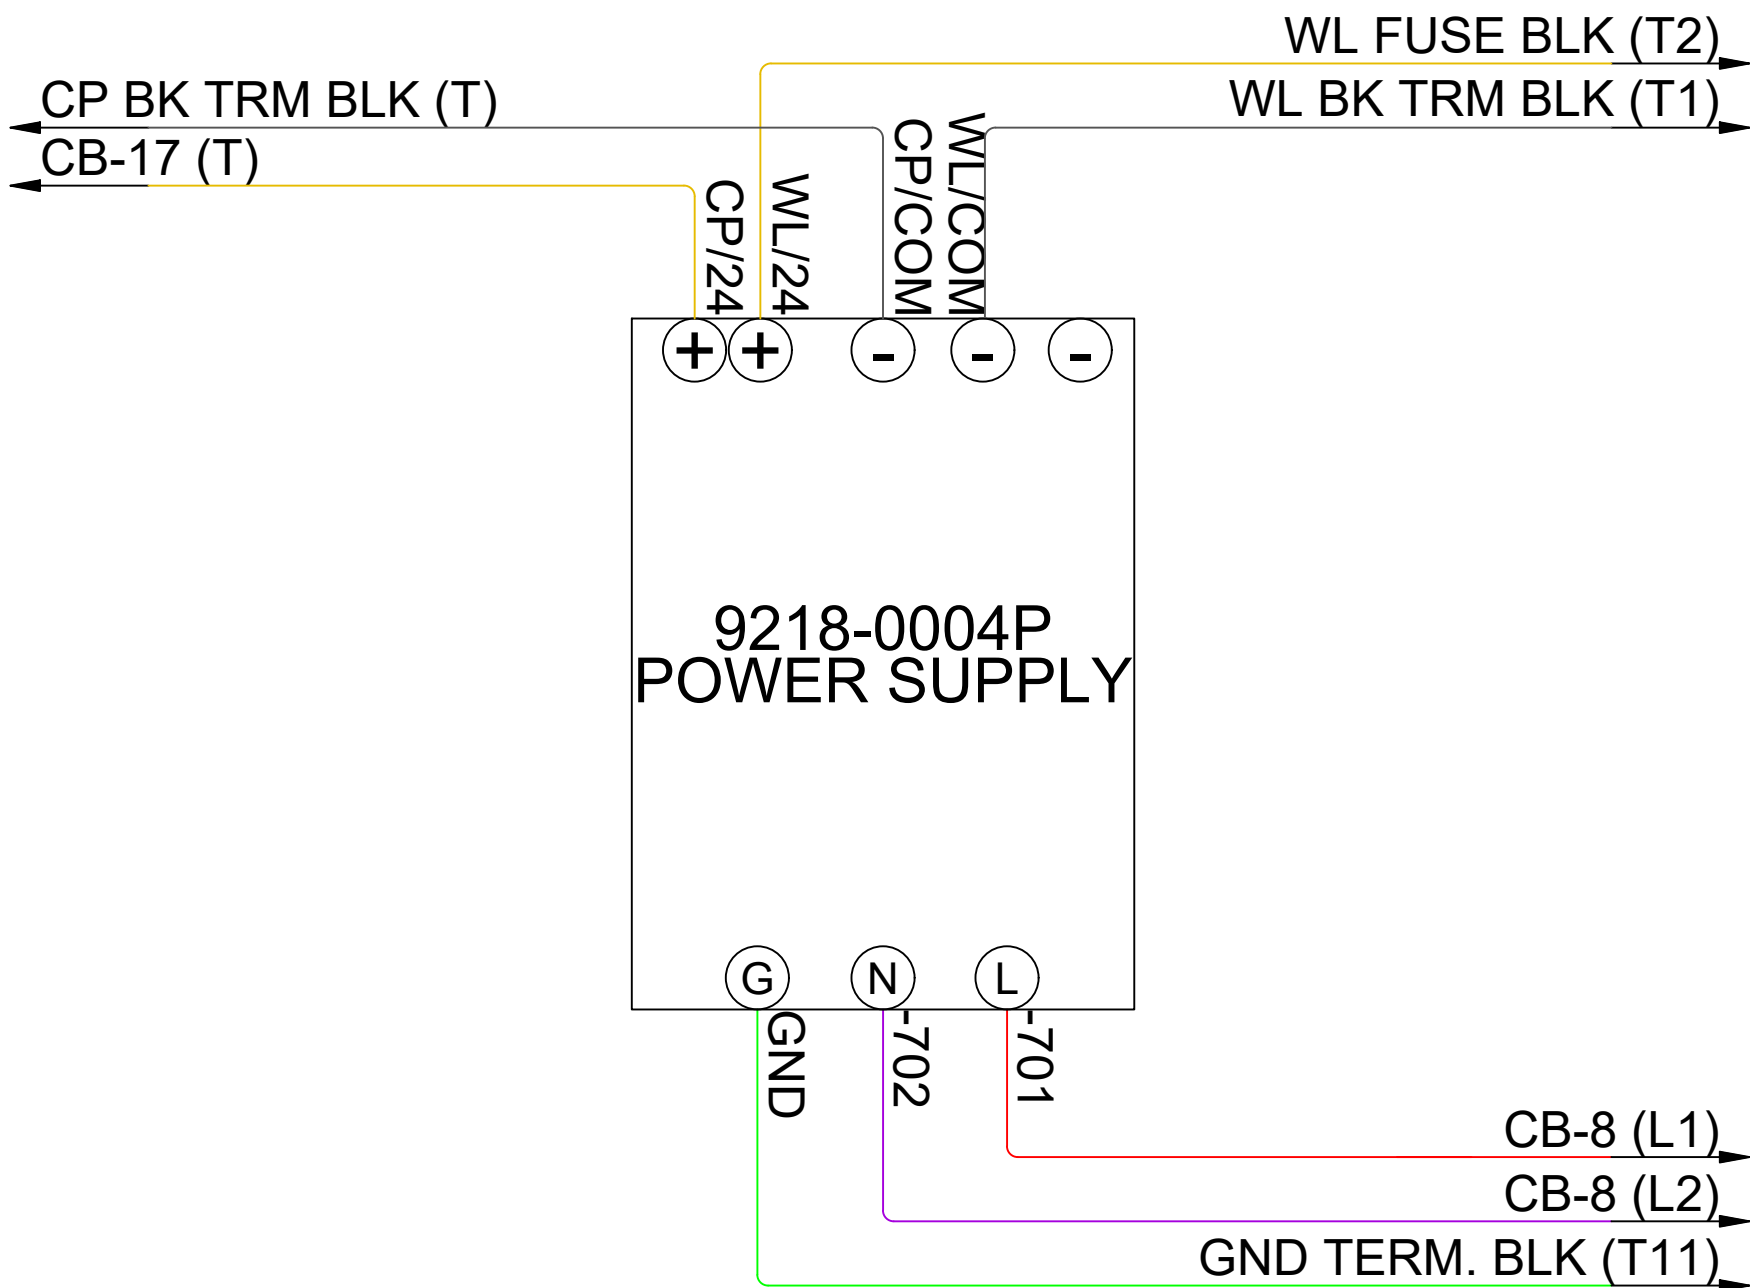 WL FUSE BLK (T2)
CP BK TRM BLK (T)
WL BK TRM BLK (T1)
CB-17 (T)
CP/24
WL/24
CP/COM
WL/COM
+ + - - -
9218-0004P
POWER SUPPLY
G N L
GND
-702
-701
CB-8 (L1)
CB-8 (L2)
GND TERM. BLK (T11)